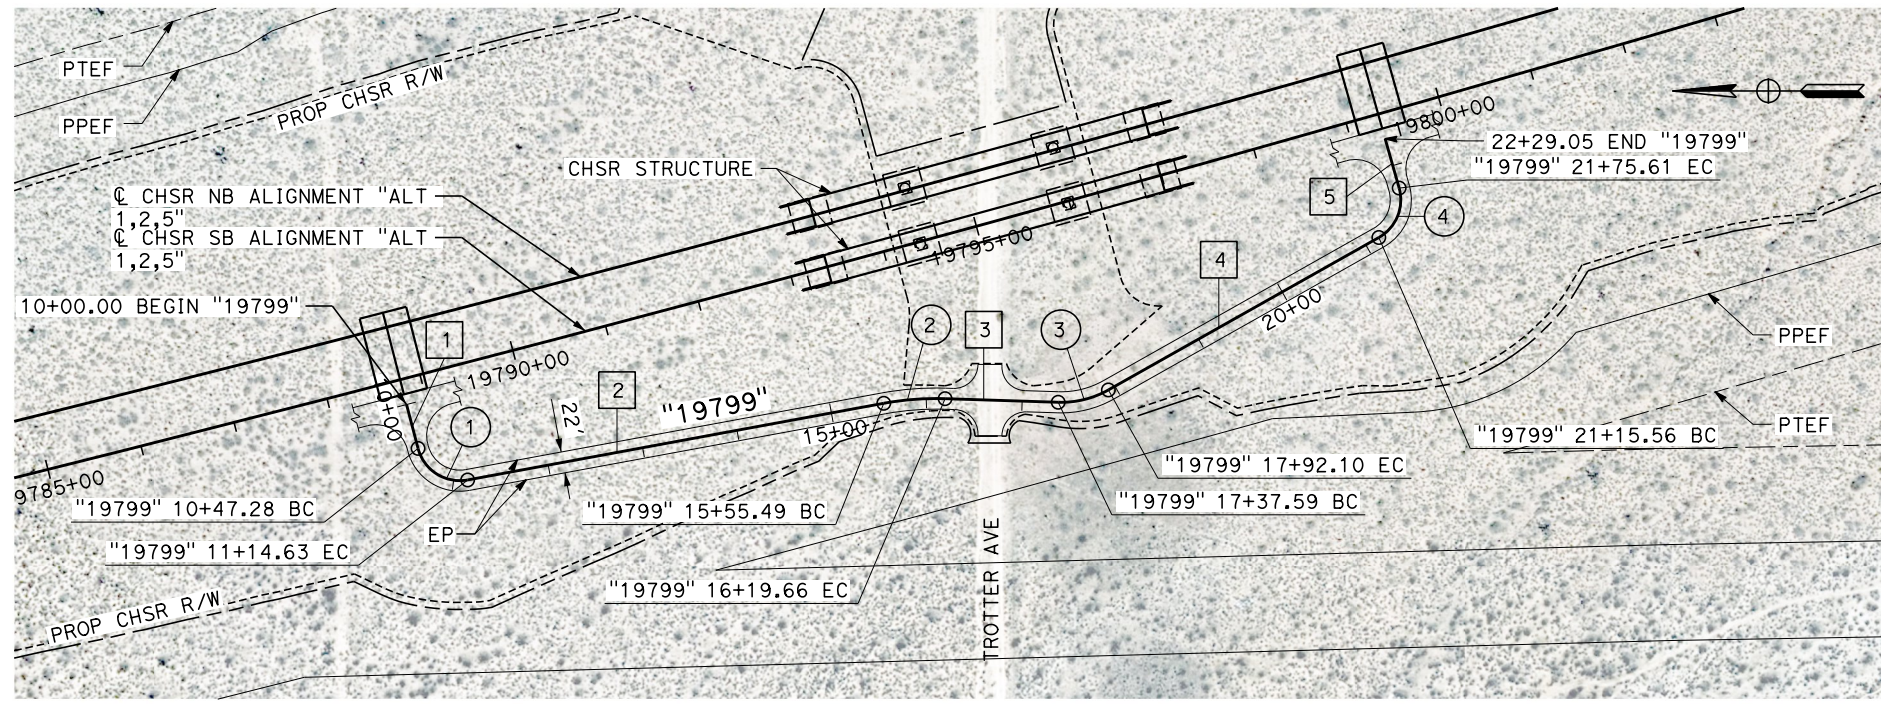 PTEF
PPEF
PROP CHSR R/W
CHSR STRUCTURE
19800+00
22+29.05 END "19799"
"19799" 21+75.61 EC
℄ CHSR NB ALIGNMENT "ALT
1,2,5"
℄ CHSR SB ALIGNMENT "ALT
1,2,5"
5
4
19795+00
4
10+00.00 BEGIN "19799"
1
2
3
3
20+00
PPEF
19790+00
2
"19799"
22'
1
15+00
PTEF
"19799" 21+15.56 BC
"19799" 17+92.10 EC
9785+00
"19799" 10+47.28 BC
"19799" 15+55.49 BC
"19799" 17+37.59 BC
EP
"19799" 11+14.63 EC
"19799" 16+19.66 EC
TROTTER AVE
PROP CHSR R/W